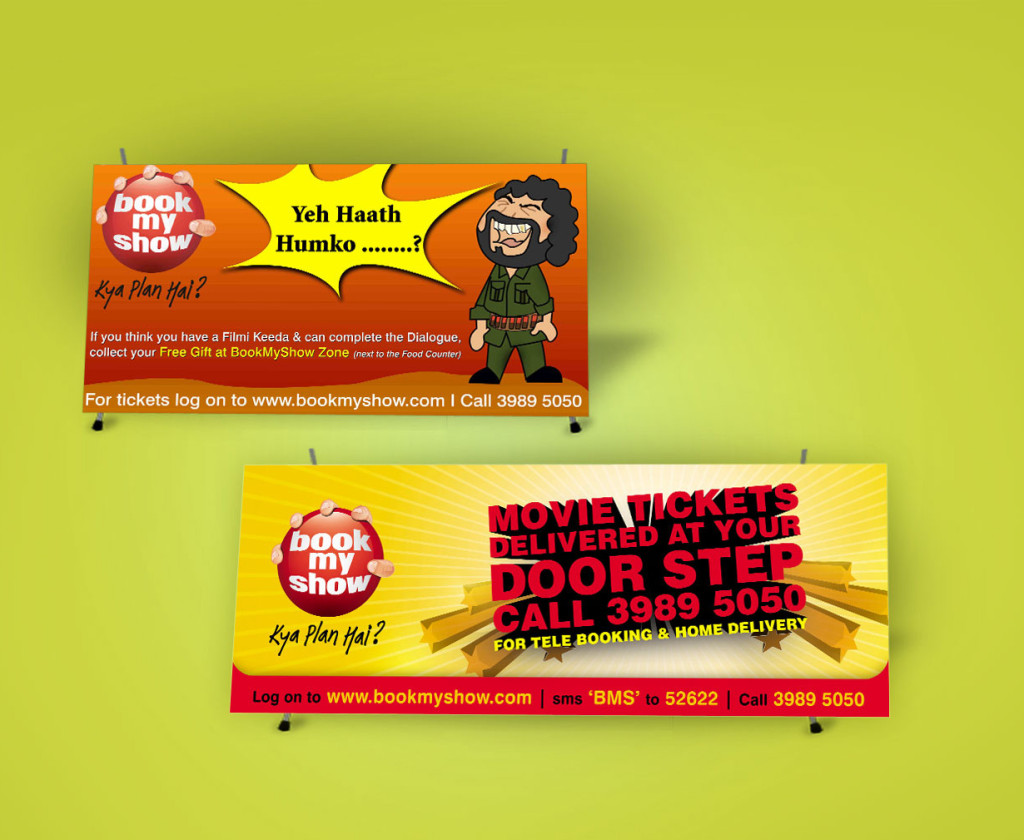 book
my
show
Kya Plan Hai?
Yeh Haath
Humko ........?
If you think you have a Filmi Keeda & can complete the Dialogue,
collect your Free Gift at BookMyShow Zone (next to the Food Counter)
For tickets log on to www.bookmyshow.com I Call 3989 5050
book
my
show
Kya Plan Hai?
MOVIE TICKETS
DELIVERED AT YOUR
DOOR STEP
CALL 3989 5050
FOR TELE BOOKING & HOME DELIVERY
Log on to www.bookmyshow.com | sms ‘BMS’ to 52622 | Call 3989 5050